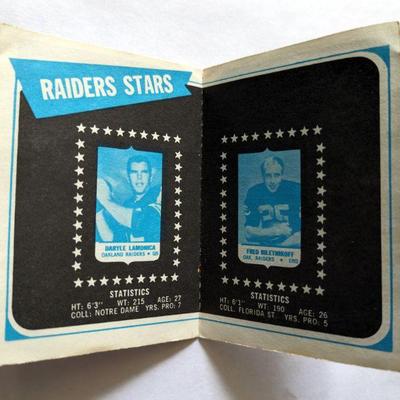 RAIDERS STARS
DARYLE LAMONICA
OAKLAND RAIDERS • QB
STATISTICS
HT: 6'3" WT: 215 AGE: 27
COLL: NOTRE DAME YRS. PRO: 7
25
FRED BILETNIKOFF
OAK. RAIDERS • END
STATISTICS
HT: 6'1" WT: 190 AGE: 26
COLL: FLORIDA ST. YRS. PRO: 5